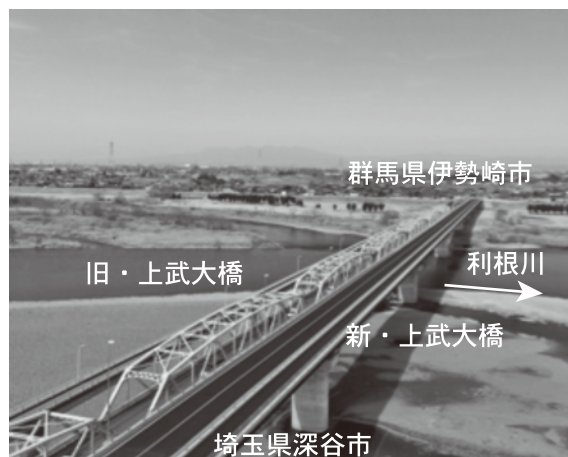 群馬県伊勢崎市
利根川
旧・上武大橋
新・上武大橋
埼玉県深谷市